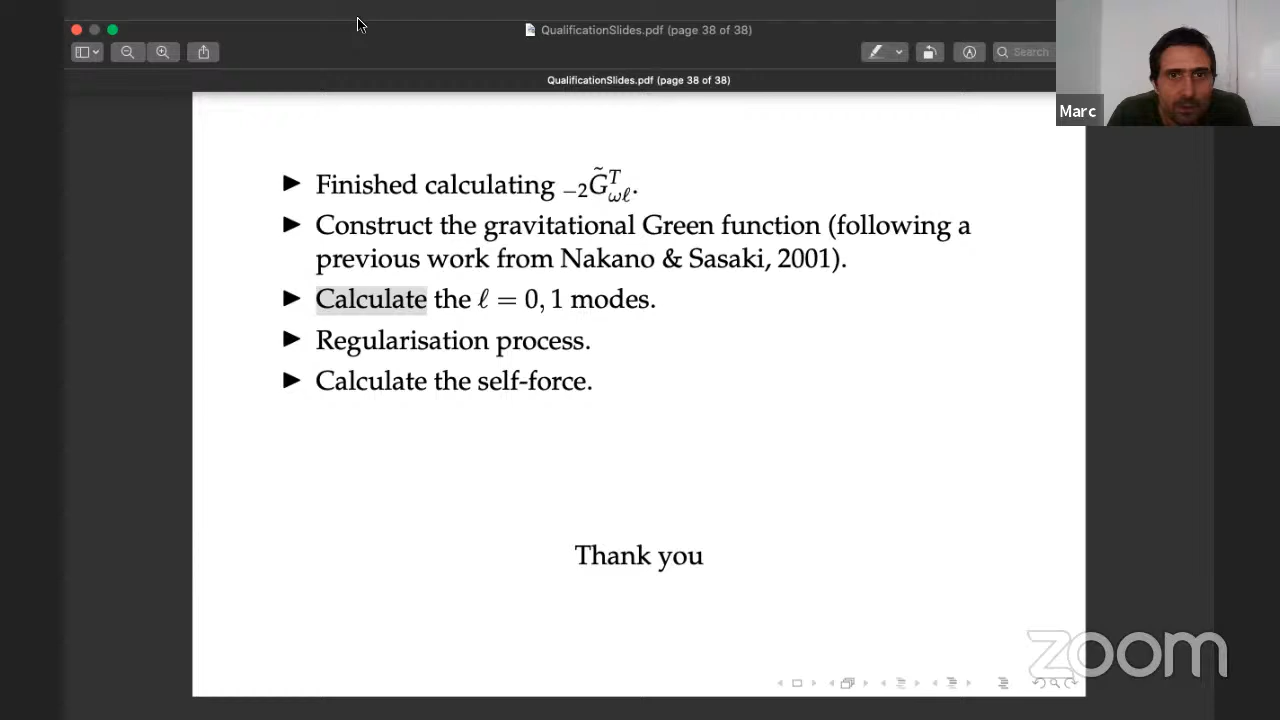 QualificationSlides.pdf (page 38 of 38)
Search
QualificationSlides.pdf (page 38 of 38)
Marc
▶ Finished calculating ₋₂G̃ᵀ_ωℓ.
▶ Construct the gravitational Green function (following a
previous work from Nakano & Sasaki, 2001).
▶ Calculate the ℓ = 0, 1 modes.
▶ Regularisation process.
▶ Calculate the self-force.
Thank you
zoom